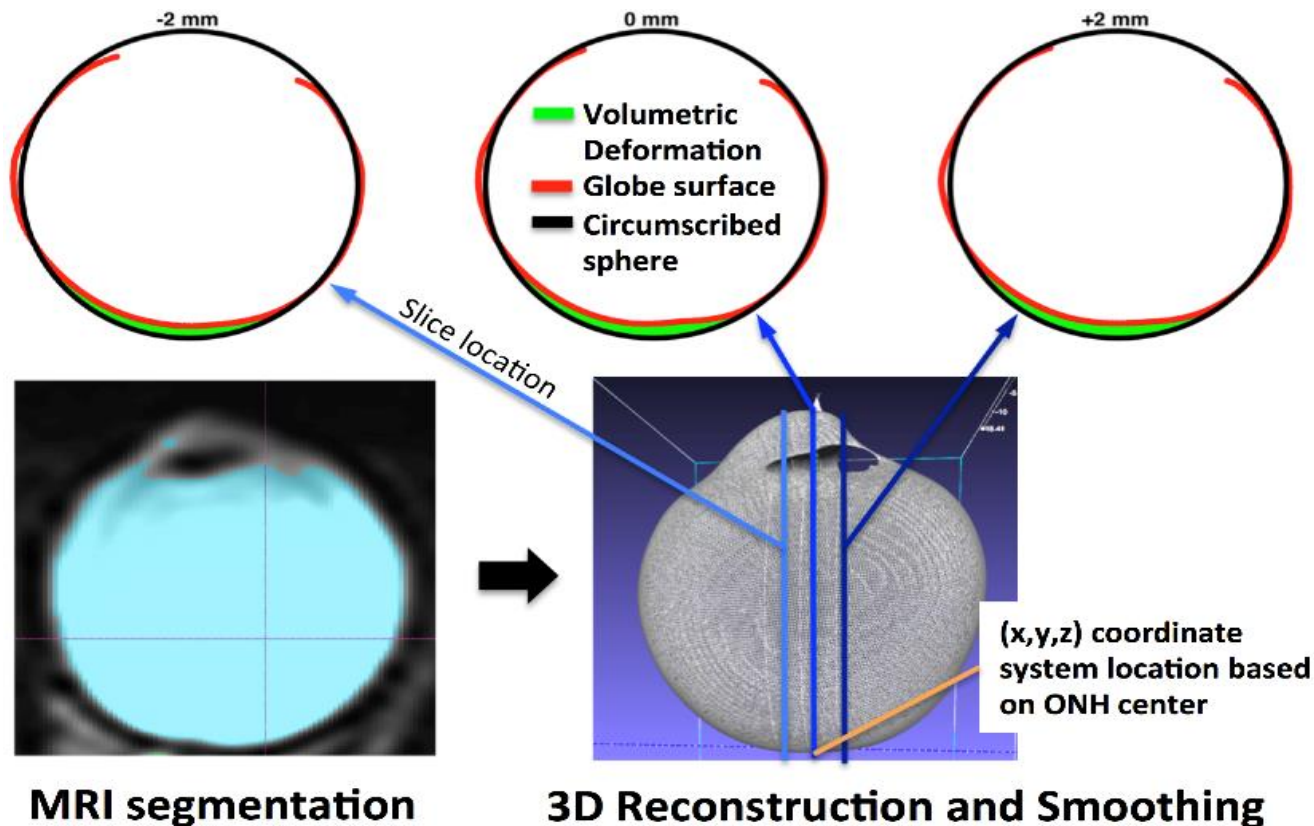 -2 mm
0 mm
+2 mm
Volumetric
Deformation
Globe surface
Circumscribed
sphere
Slice location
(x,y,z) coordinate
system location based
on ONH center
MRI segmentation
3D Reconstruction and Smoothing